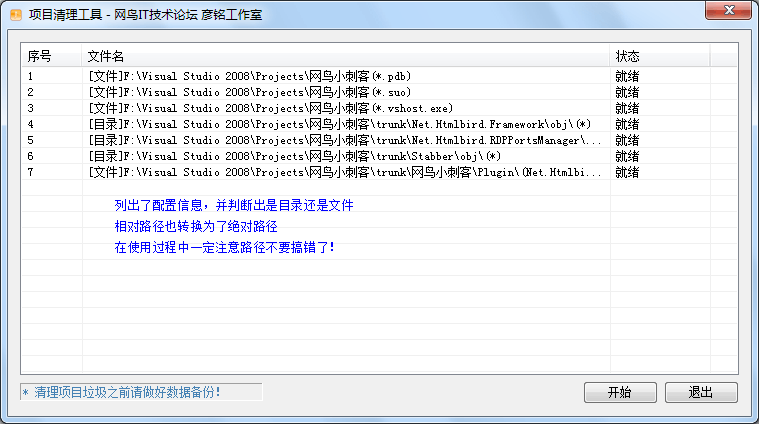 项目清理工具 - 网鸟IT技术论坛 彦铭工作室
序号 文件名 状态
1 [文件]F:\Visual Studio 2008\Projects\网鸟小刺客(*.pdb) 就绪
2 [文件]F:\Visual Studio 2008\Projects\网鸟小刺客(*.suo) 就绪
3 [文件]F:\Visual Studio 2008\Projects\网鸟小刺客(*.vshost.exe) 就绪
4 [目录]F:\Visual Studio 2008\Projects\网鸟小刺客\trunk\Net.Htmlbird.Framework\obj\(*) 就绪
5 [目录]F:\Visual Studio 2008\Projects\网鸟小刺客\trunk\Net.Htmlbird.RDPPortsManager\... 就绪
6 [目录]F:\Visual Studio 2008\Projects\网鸟小刺客\trunk\Stabber\obj\(*) 就绪
7 [文件]F:\Visual Studio 2008\Projects\网鸟小刺客\trunk\网鸟小刺客\Plugin\(Net.Htmlbi... 就绪
列出了配置信息，并判断出是目录还是文件
相对路径也转换为了绝对路径
在使用过程中一定注意路径不要搞错了！
* 清理项目垃圾之前请做好数据备份！
开始 退出